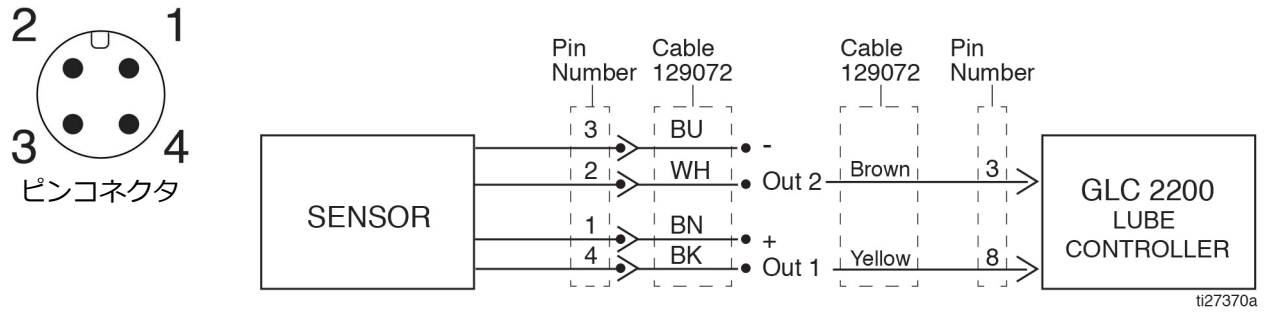 2 1
3 4
ピンコネクタ
Pin
Number
Cable
129072
Cable
129072
Pin
Number
SENSOR
3 BU -
2 WH Out 2 Brown 3
1 BN +
4 BK Out 1 Yellow 8
GLC 2200
LUBE
CONTROLLER
ti27370a